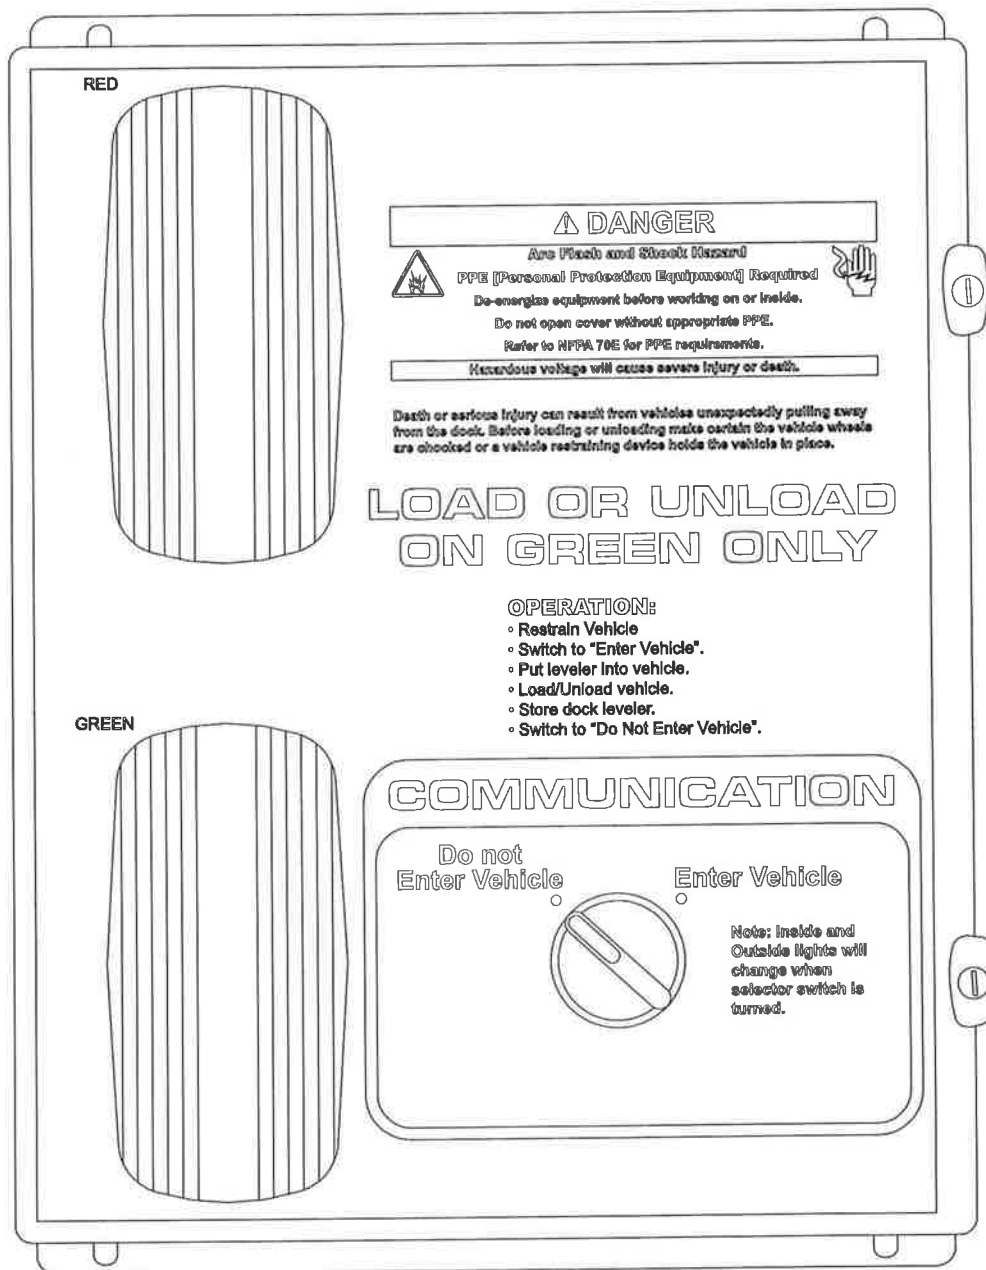 RED
⚠ DANGER
Arc Flash and Shock Hazard
PPE [Personal Protection Equipment] Required
De-energize equipment before working on or inside.
Do not open cover without appropriate PPE.
Refer to NFPA 70E for PPE requirements.
Hazardous voltage will cause severe injury or death.
Death or serious injury can result from vehicles unexpectedly pulling away
from the dock. Before loading or unloading make certain the vehicle wheels
are chocked or a vehicle restraining device holds the vehicle in place.
LOAD OR UNLOAD
ON GREEN ONLY
OPERATION:
◦ Restrain Vehicle
◦ Switch to "Enter Vehicle".
◦ Put leveler into vehicle.
◦ Load/Unload vehicle.
◦ Store dock leveler.
◦ Switch to "Do Not Enter Vehicle".
GREEN
COMMUNICATION
Do not
Enter Vehicle
Enter Vehicle
Note: Inside and
Outside lights will
change when
selector switch is
turned.